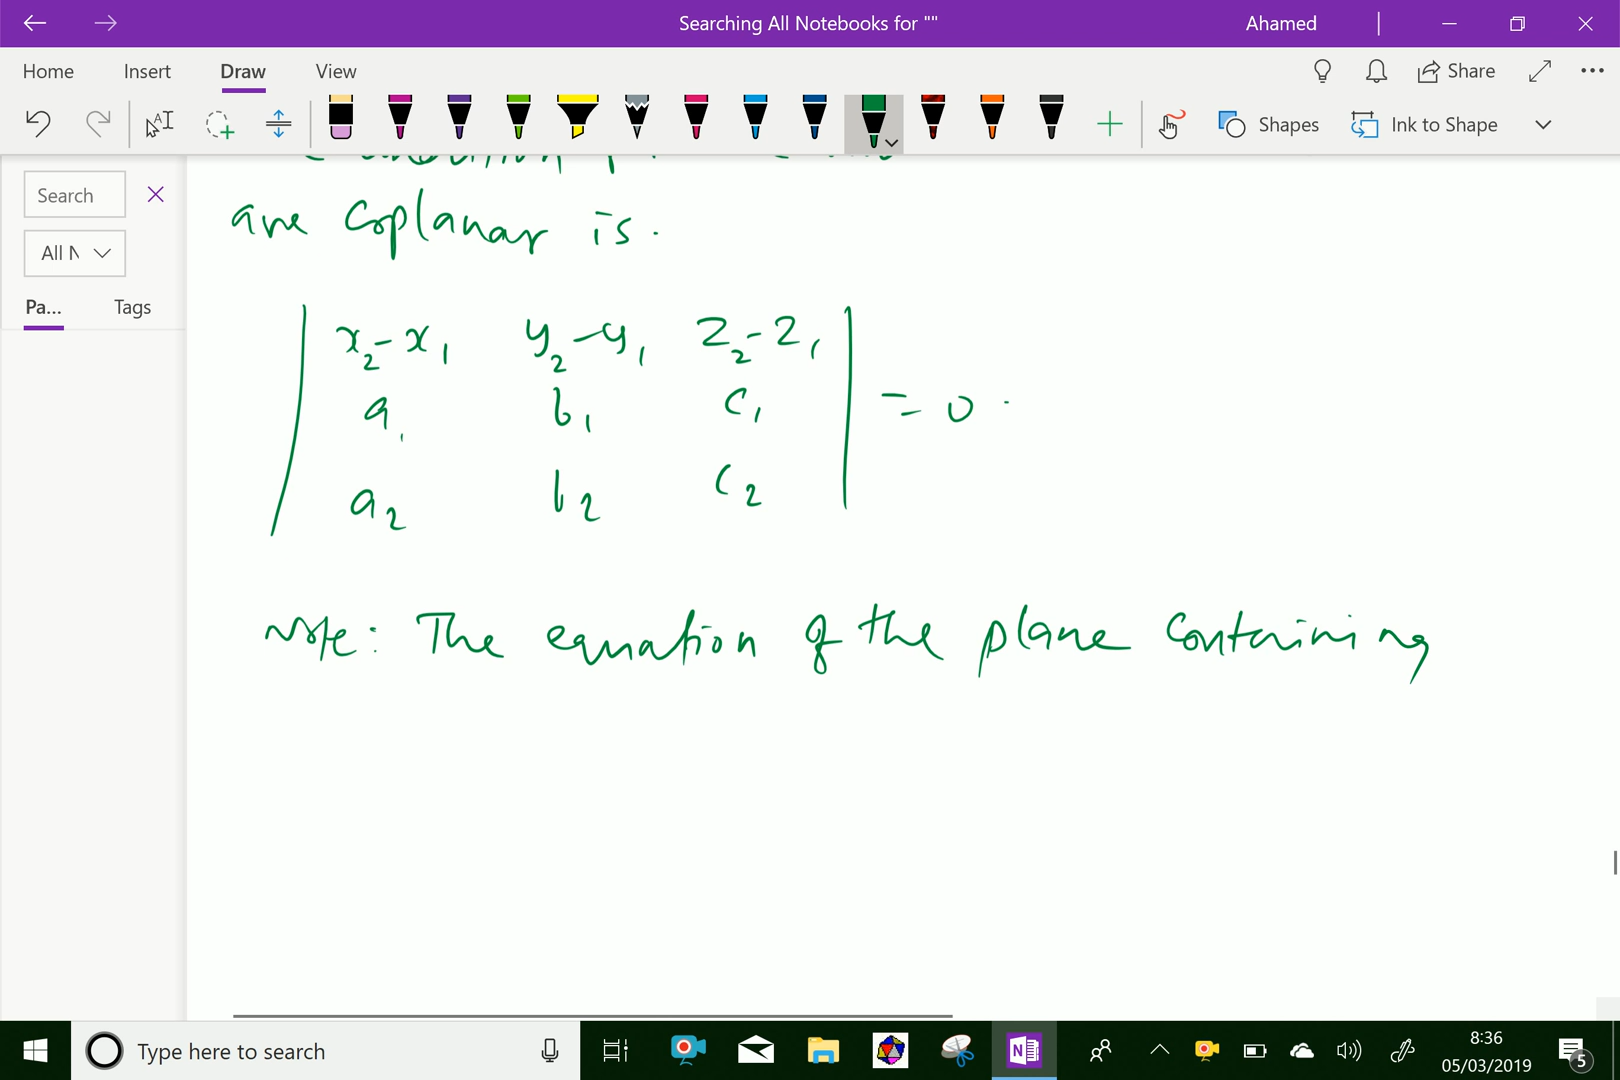 Searching All Notebooks for ""
Ahamed
Home Insert Draw View
Share
Shapes
Ink to Shape
Search
All N
Pa... Tags
are coplanar is.
x₂-x₁ y₂-y₁ z₂-z₁
a₁ b₁ c₁ = 0.
a₂ b₂ c₂
Note: The equation of the plane containing
Type here to search
8:36
05/03/2019
5